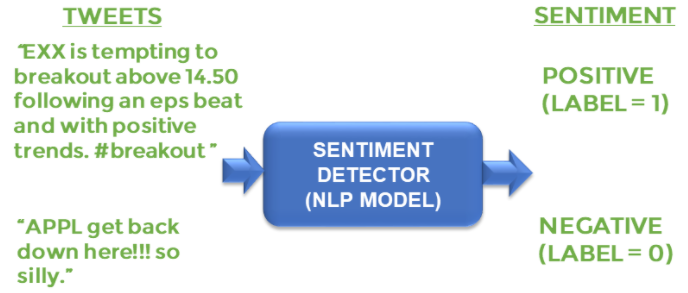 TWEETS
"EXX is tempting to
breakout above 14.50
following an eps beat
and with positive
trends. #breakout"
"APPL get back
down here!!! so
silly."
SENTIMENT
DETECTOR
(NLP MODEL)
SENTIMENT
POSITIVE
(LABEL = 1)
NEGATIVE
(LABEL = 0)